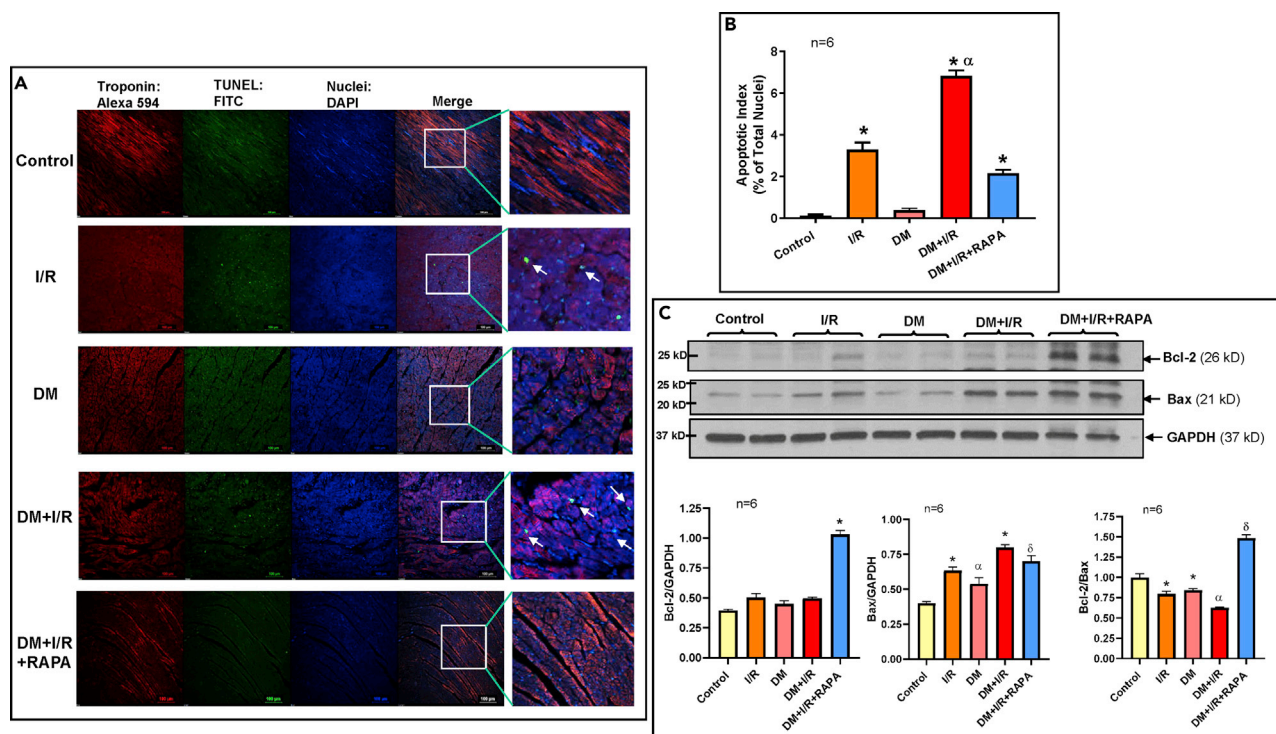 A
Troponin:
Alexa 594
TUNEL:
FITC
Nuclei:
DAPI
Merge
Control
I/R
DM
DM+I/R
DM+I/R
+RAPA
100 μm
100 μm
100 μm
100 μm
B
n=6
Apoptotic Index
(% of Total Nuclei)
8
6
4
2
0
* 
* α
*
Control
I/R
DM
DM+I/R
DM+I/R+RAPA
C
Control
I/R
DM
DM+I/R
DM+I/R+RAPA
25 kD
Bcl-2 (26 kD)
25 kD
20 kD
Bax (21 kD)
37 kD
GAPDH (37 kD)
n=6
Bcl-2/GAPDH
1.25
1.00
0.75
0.50
0.25
0.00
*
Control
I/R
DM
DM+I/R
DM+I/R+RAPA
n=6
Bax/GAPDH
1.00
0.75
0.50
0.25
0.00
*
α
*
δ
Control
I/R
DM
DM+I/R
DM+I/R+RAPA
n=6
Bcl-2/Bax
1.75
1.50
1.25
1.00
0.75
0.50
0.25
0.00
*
*
α
δ
Control
I/R
DM
DM+I/R
DM+I/R+RAPA